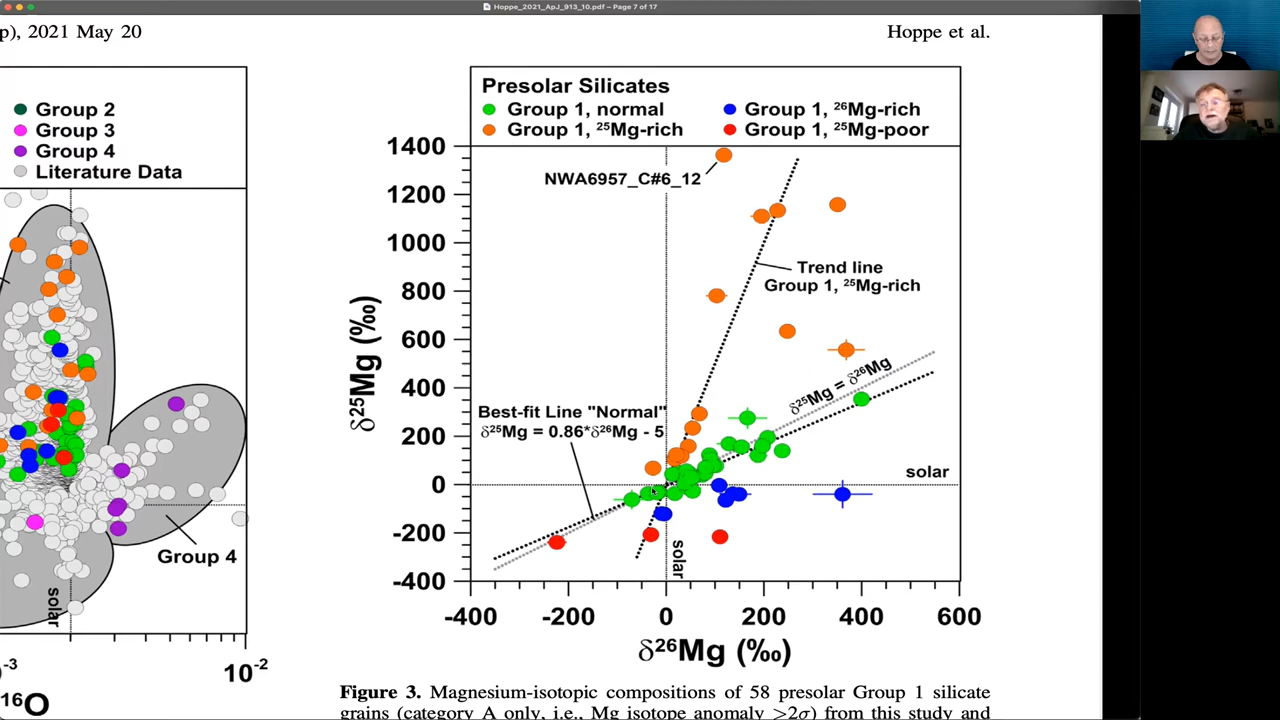 Hoppe_2021_ApJ_913_10.pdf – Page 7 of 17
p), 2021 May 20
Hoppe et al.
Group 2
Group 3
Group 4
Literature Data
Group 4
solar
-3
10-2
16O
Presolar Silicates
Group 1, normal
Group 1, 26Mg-rich
Group 1, 25Mg-rich
Group 1, 25Mg-poor
1400
1200
1000
800
600
400
200
0
-200
-400
δ25Mg (‰)
NWA6957_C#6_12
Trend line
Group 1, 25Mg-rich
δ25Mg = δ26Mg
Best-fit Line "Normal"
δ25Mg = 0.86*δ26Mg - 5
solar
solar
-400
-200
0
200
400
600
δ26Mg (‰)
Figure 3. Magnesium-isotopic compositions of 58 presolar Group 1 silicate
grains (category A only, i.e., Mg isotope anomaly >2σ) from this study and